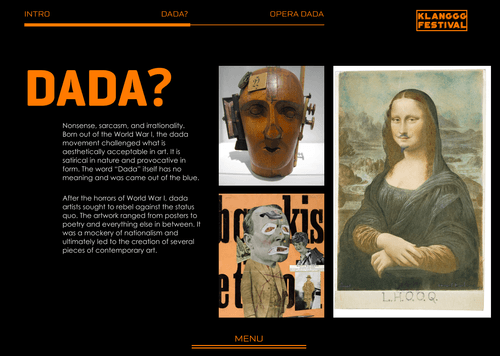 INTRO
DADA?
OPERA DADA
KLANGGG
FESTIVAL
DADA?
Nonsense, sarcasm, and irrationality.
Born out of the World War I, the dada
movement challenged what is
aesthetically acceptable in art. It is
satirical in nature and provocative in
form. The word “Dada” itself has no
meaning and was came out of the blue.
After the horrors of World War I, dada
artists sought to rebel against the status
quo. The artwork ranged from posters to
poetry and everything else in between. It
was a mockery of nationalism and
ultimately led to the creation of several
pieces of contemporary art.
L.H.O.O.Q.
MENU